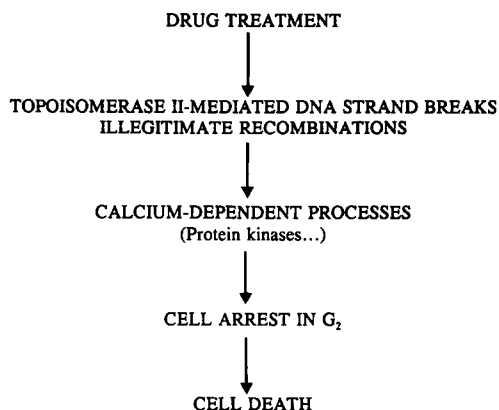 DRUG TREATMENT
TOPOISOMERASE II-MEDIATED DNA STRAND BREAKS
ILLEGITIMATE RECOMBINATIONS
CALCIUM-DEPENDENT PROCESSES
(Protein kinases...)
CELL ARREST IN G₂
CELL DEATH